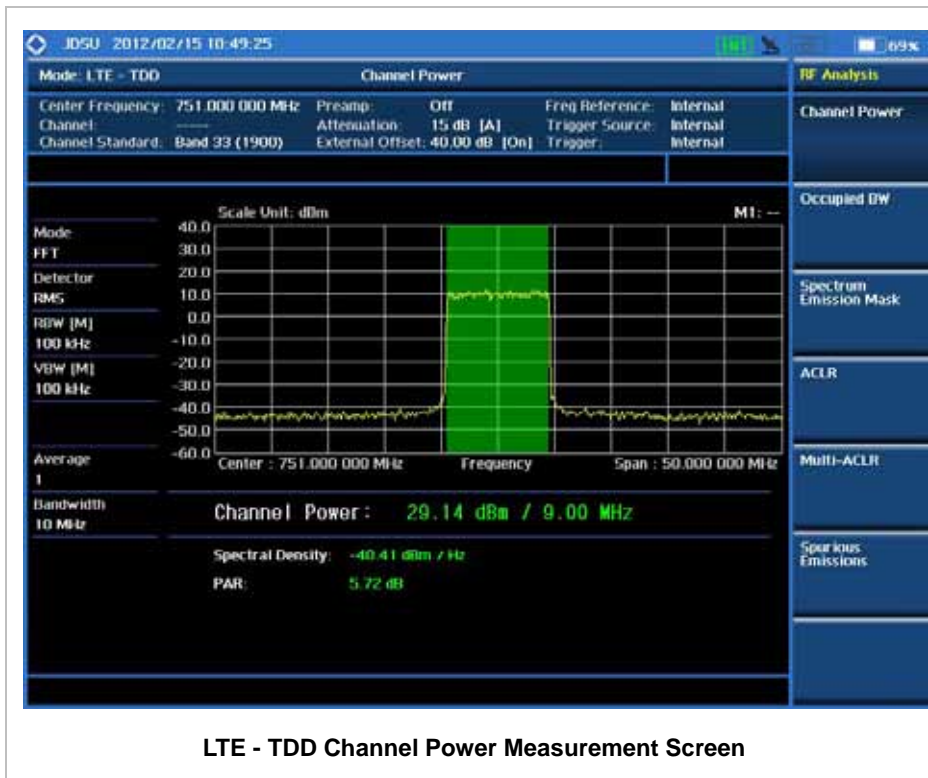 JDSU 2012/02/15 10:49:25 [INT] 69%
Mode: LTE - TDD Channel Power RF Analysis
Center Frequency: 751.000 000 MHz Preamp: Off Freq Reference: Internal
Channel: ----- Attenuation: 15 dB [A] Trigger Source: Internal
Channel Standard: Band 33 (1900) External Offset: 40.00 dB [On] Trigger: Internal
Channel Power
Occupied BW
Spectrum
Emission Mask
ACLR
Multi-ACLR
Spurious
Emissions
Scale Unit: dBm M1: --
Mode
FFT
Detector
RMS
RBW [M]
100 kHz
VBW [M]
100 kHz
Average
1
Bandwidth
10 MHz
40.0
30.0
20.0
10.0
0.0
-10.0
-20.0
-30.0
-40.0
-50.0
-60.0
Center : 751.000 000 MHz Frequency Span : 50.000 000 MHz
Channel Power: 29.14 dBm / 9.00 MHz
Spectral Density: -40.41 dBm / Hz
PAR: 5.72 dB
LTE - TDD Channel Power Measurement Screen